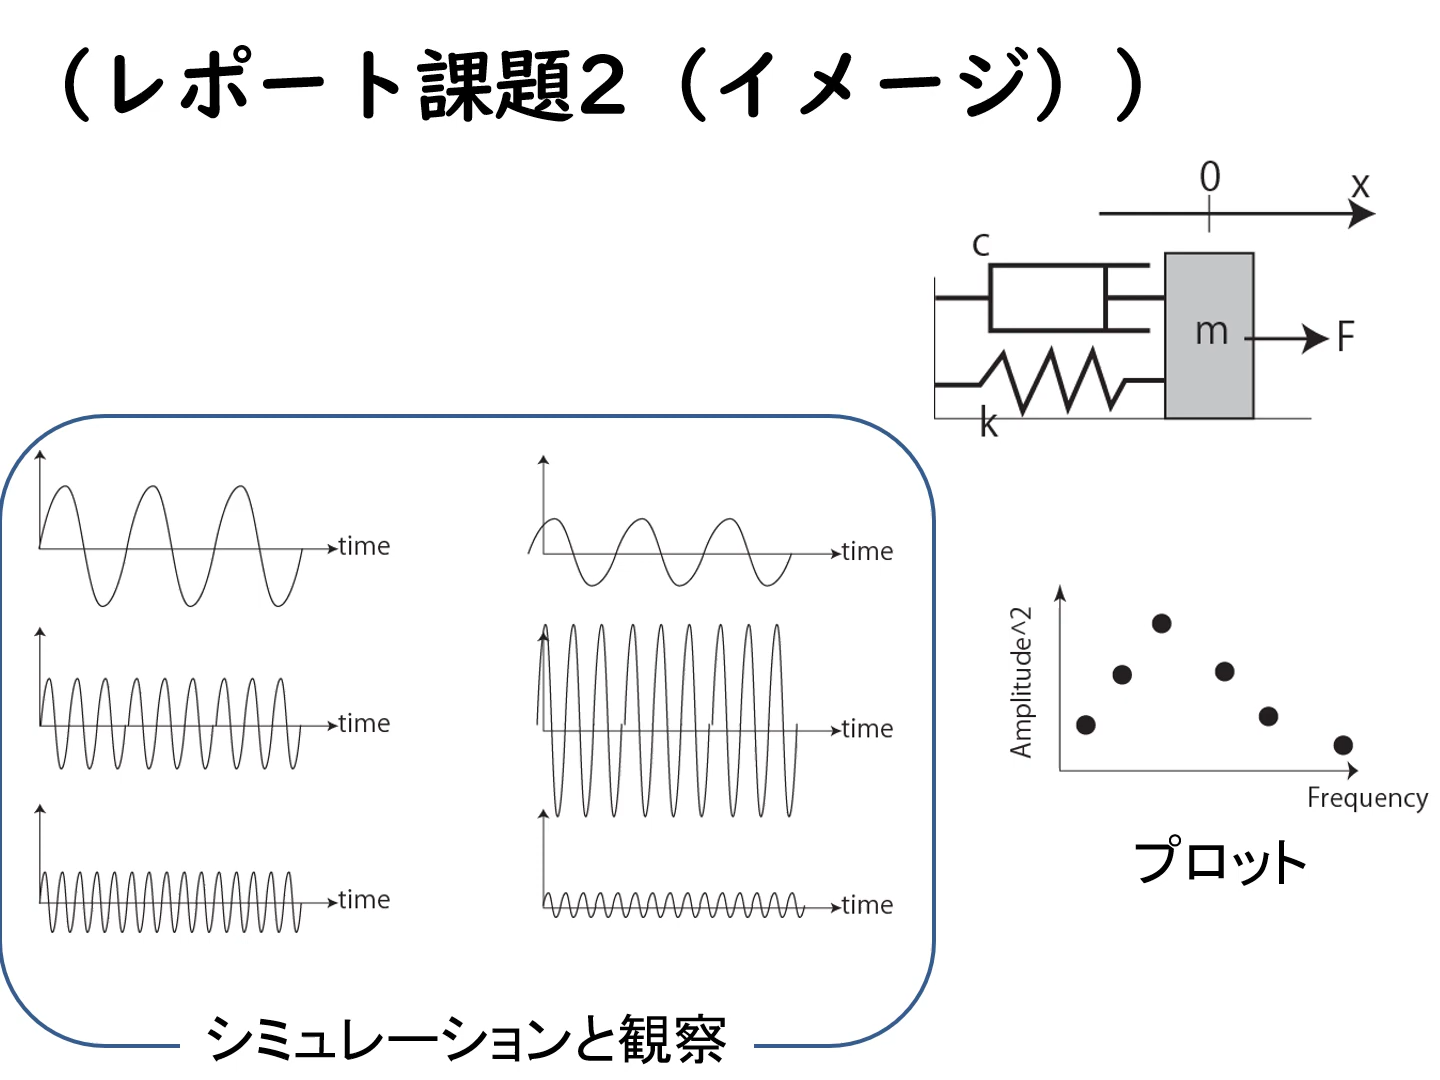 （レポート課題2（イメージ））
0
x
c
m
F
k
time
time
time
time
time
time
シミュレーションと観察
Amplitude^2
Frequency
プロット